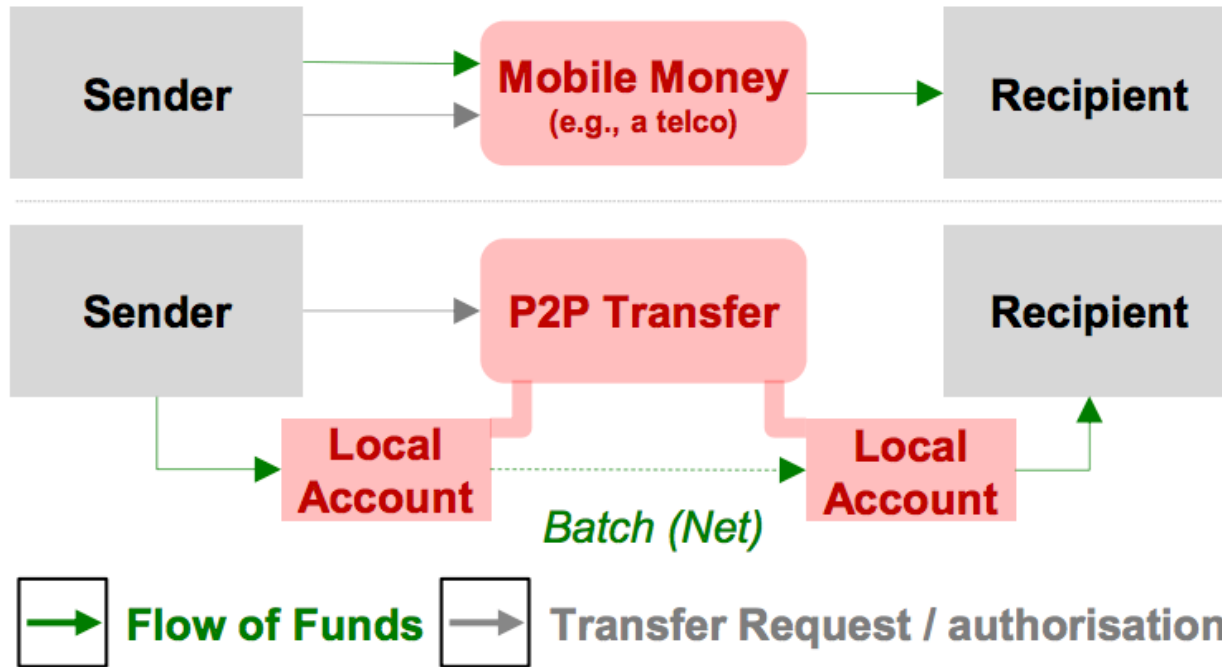 Sender
Mobile Money
(e.g., a telco)
Recipient
Sender
P2P Transfer
Recipient
Local
Account
Local
Account
Batch (Net)
Flow of Funds
Transfer Request / authorisation